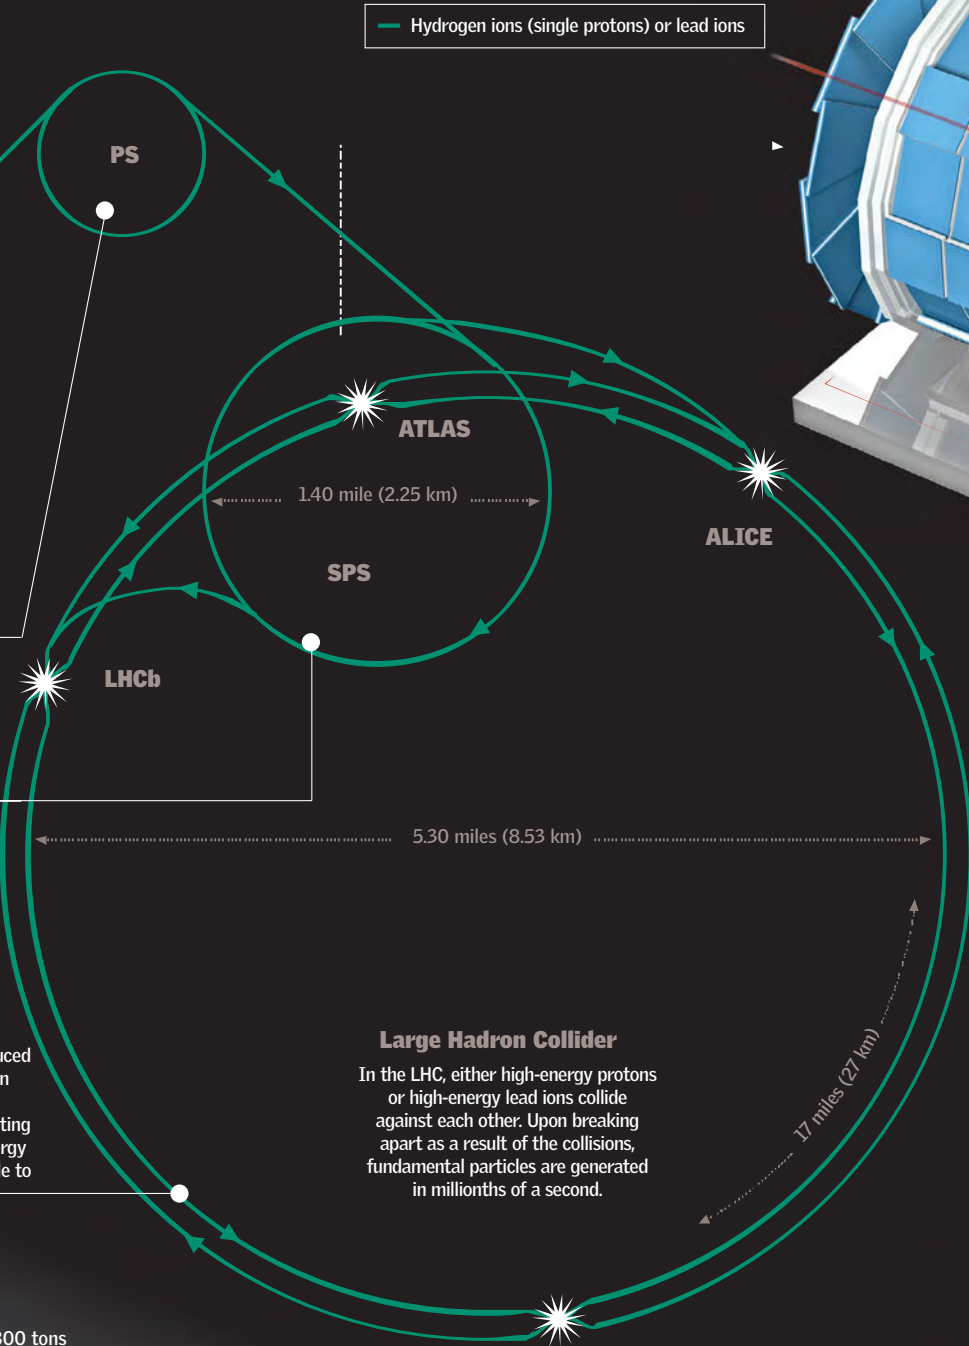 Hydrogen ions (single protons) or lead ions
PS
ATLAS
1.40 mile (2.25 km)
ALICE
SPS
LHCb
5.30 miles (8.53 km)
17 miles (27 km)
Large Hadron Collider
In the LHC, either high-energy protons
or high-energy lead ions collide
against each other. Upon breaking
apart as a result of the collisions,
fundamental particles are generated
in millionths of a second.
uced
n
ting
rgy
le to
300 tons